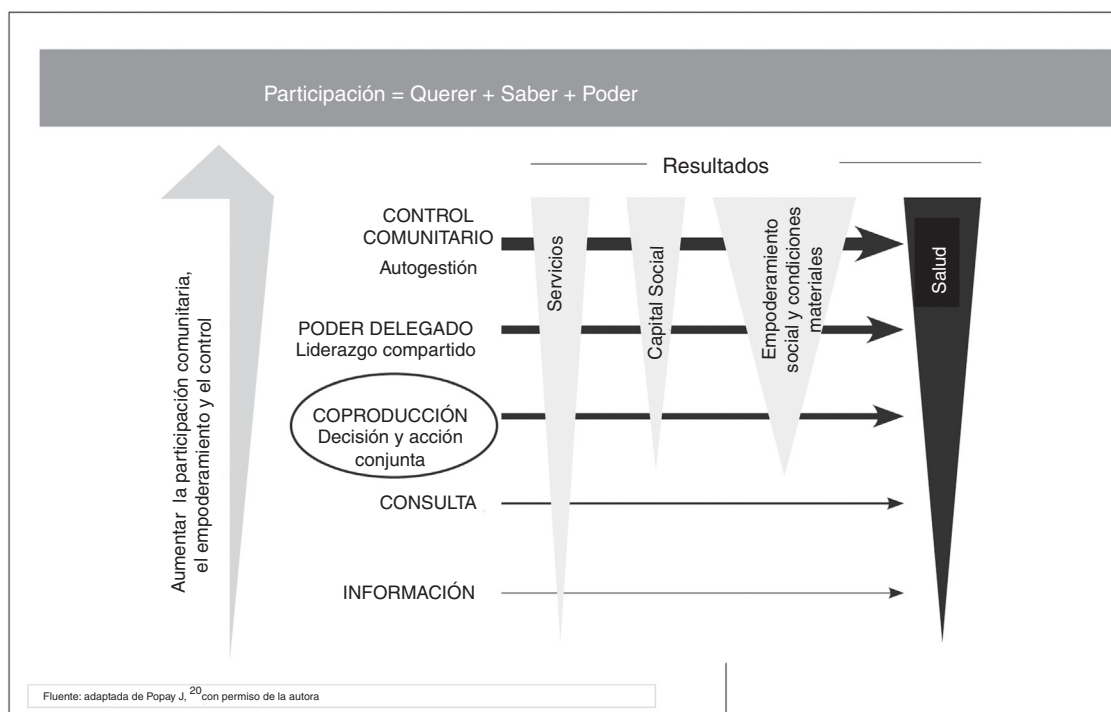 Participación = Querer + Saber + Poder
Resultados
Aumentar la participación comunitaria,
el empoderamiento y el control
CONTROL
COMUNITARIO
Autogestión
PODER DELEGADO
Liderazgo compartido
COPRODUCCIÓN
Decisión y acción
conjunta
CONSULTA
INFORMACIÓN
Servicios
Capital Social
Empoderamiento
social y condiciones
materiales
Salud
Fluente: adaptada de Popay J, 20 con permiso de la autora